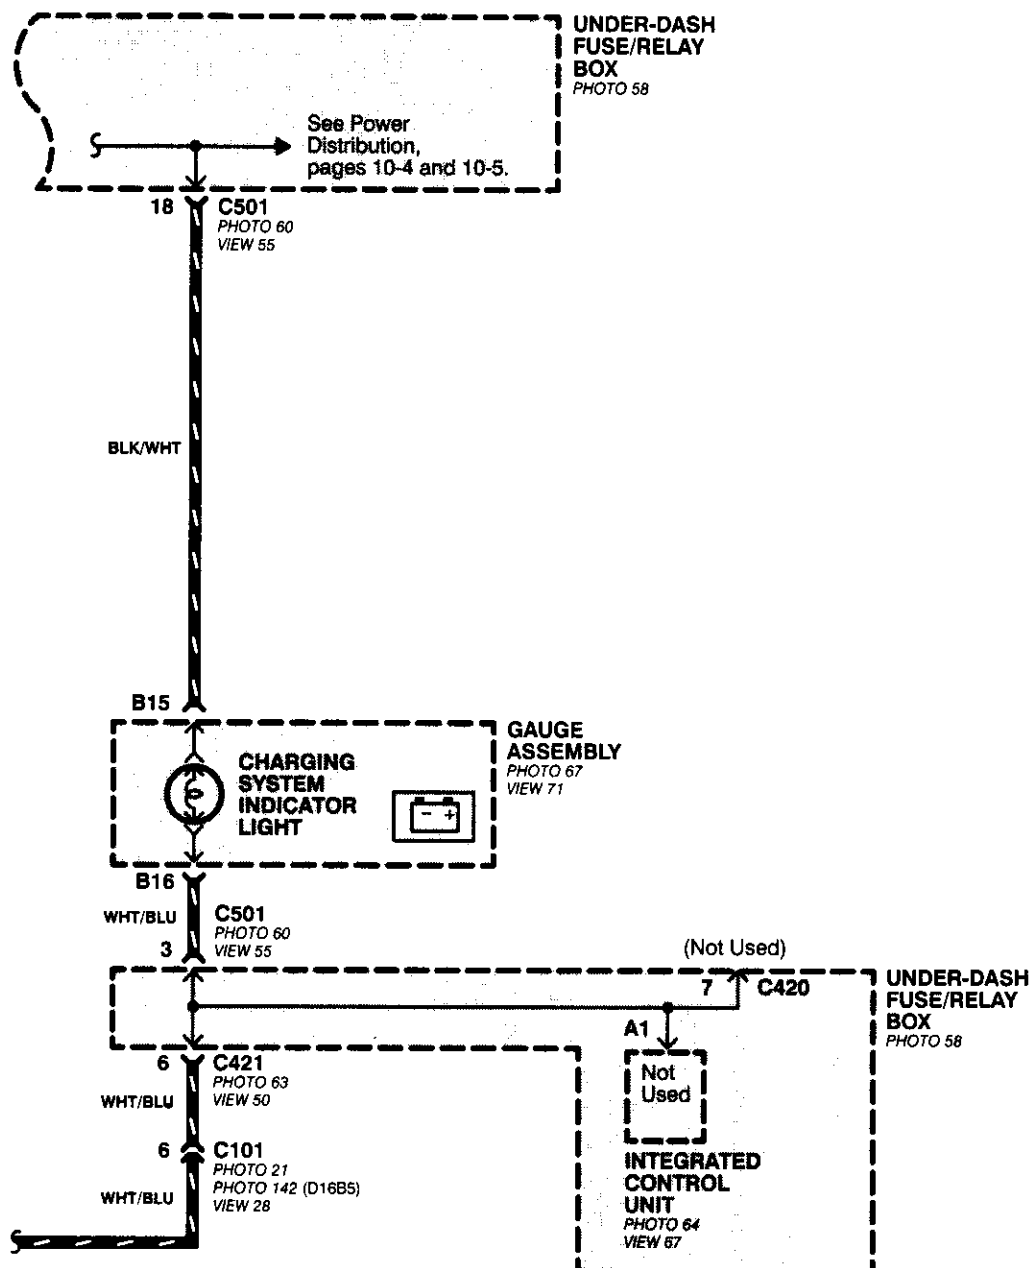 UNDER-DASH
FUSE/RELAY
BOX
PHOTO 58
See Power
Distribution,
pages 10-4 and 10-5.
18
C501
PHOTO 60
VIEW 55
BLK/WHT
B15
GAUGE
ASSEMBLY
PHOTO 67
VIEW 71
CHARGING
SYSTEM
INDICATOR
LIGHT
- +
B16
WHT/BLU
C501
PHOTO 60
VIEW 55
3
(Not Used)
7
C420
UNDER-DASH
FUSE/RELAY
BOX
PHOTO 58
A1
Not
Used
6
C421
PHOTO 63
VIEW 50
WHT/BLU
6
C101
PHOTO 21
PHOTO 142 (D16B5)
VIEW 28
WHT/BLU
INTEGRATED
CONTROL
UNIT
PHOTO 64
VIEW 67